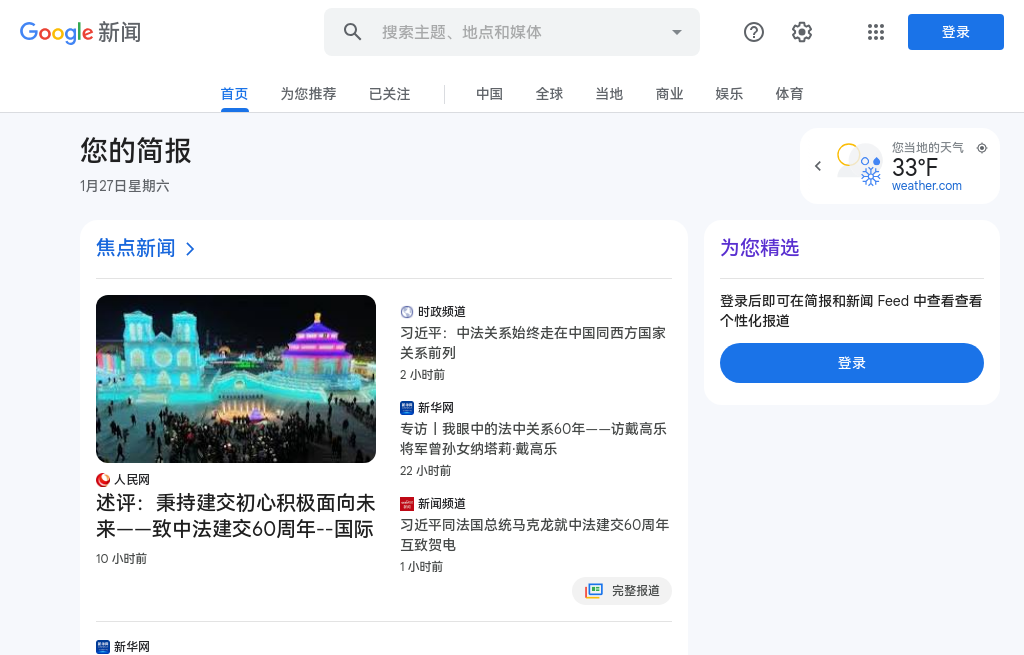 Google 新闻
搜索主题、地点和媒体
登录
首页
为您推荐
已关注
中国
全球
当地
商业
娱乐
体育
您的简报
1月27日星期六
您当地的天气
33°F
weather.com
焦点新闻
人民网
述评：秉持建交初心积极面向未
来——致中法建交60周年--国际
10 小时前
时政频道
习近平：中法关系始终走在中国同西方国家
关系前列
2 小时前
新华网
专访丨我眼中的法中关系60年——访戴高乐
将军曾孙女纳塔莉·戴高乐
22 小时前
新闻频道
习近平同法国总统马克龙就中法建交60周年
互致贺电
1 小时前
完整报道
新华网
为您精选
登录后即可在简报和新闻 Feed 中查看查看
个性化报道
登录